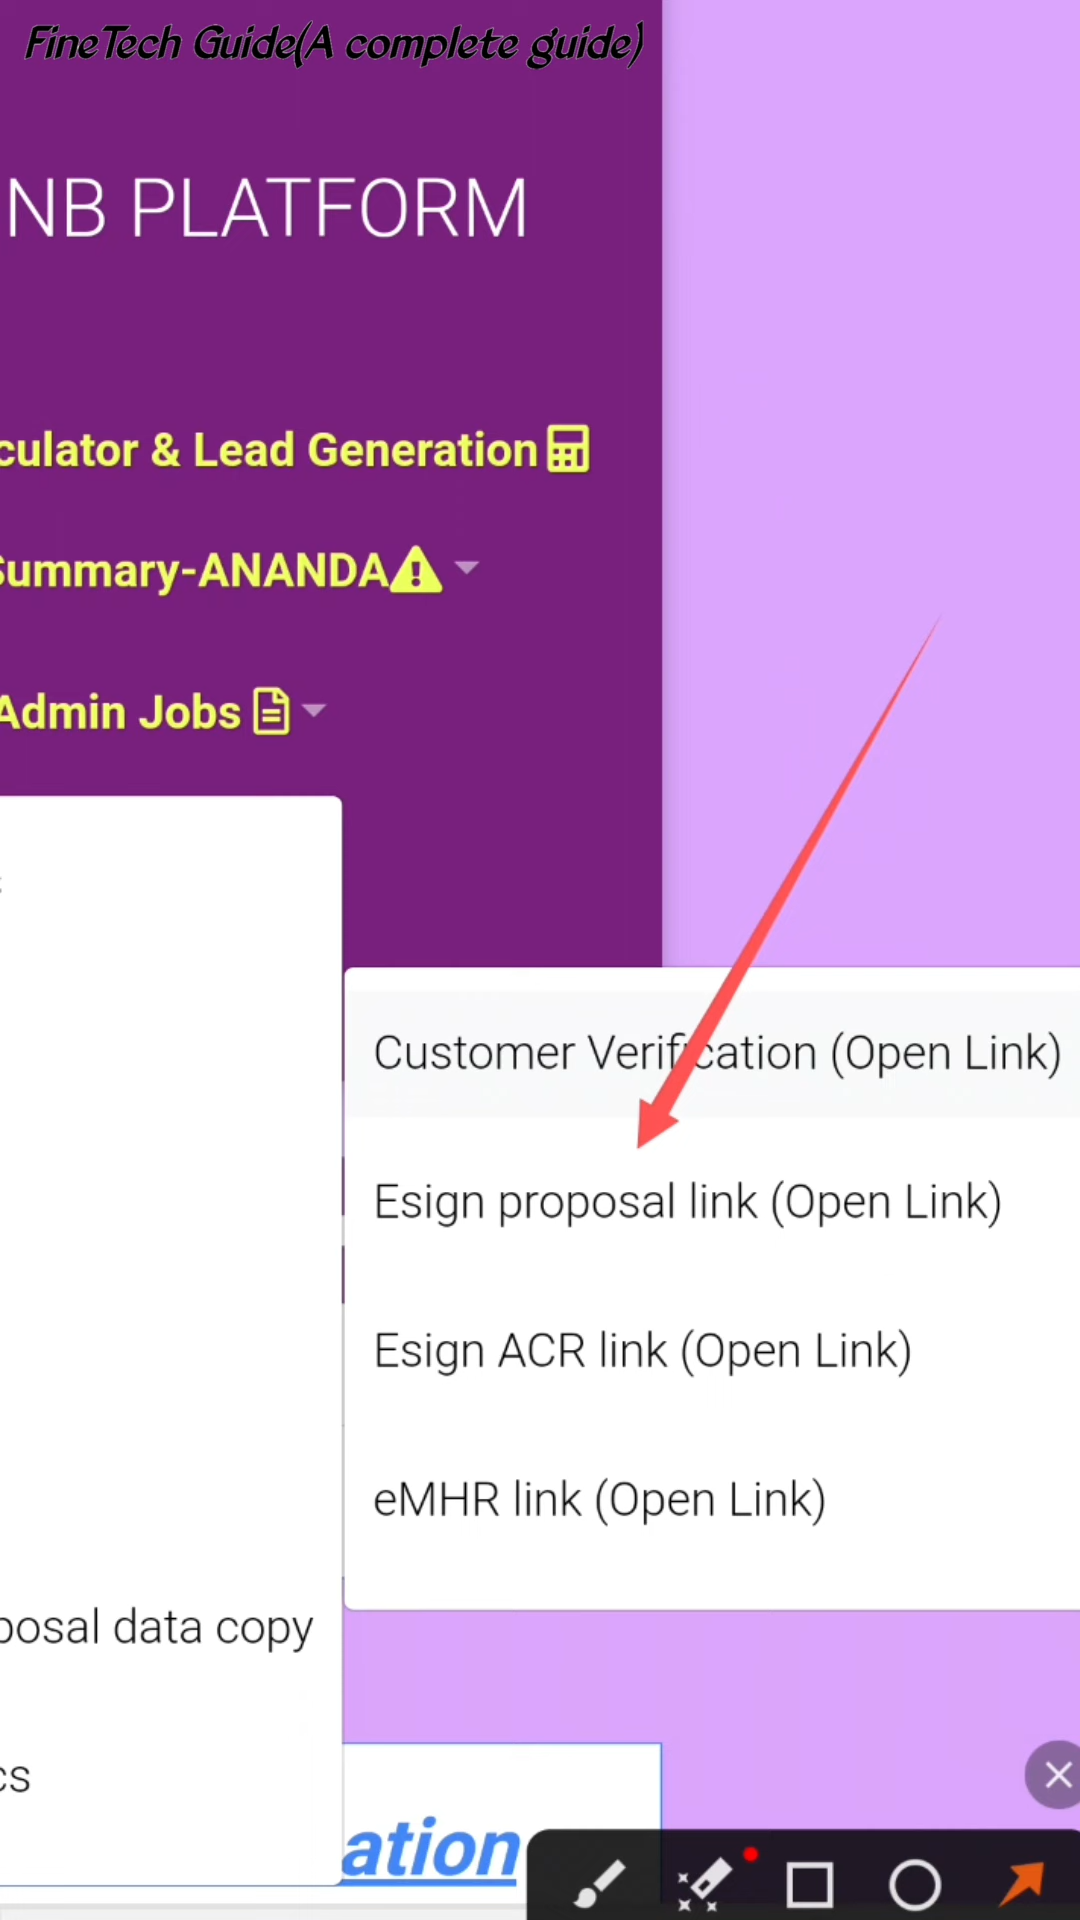 FineTech Guide(A complete guide)
NB PLATFORM
culator & Lead Generation
Summary-ANANDA
Admin Jobs
Customer Verification (Open Link)
Esign proposal link (Open Link)
Esign ACR link (Open Link)
eMHR link (Open Link)
posal data copy
cs
ation